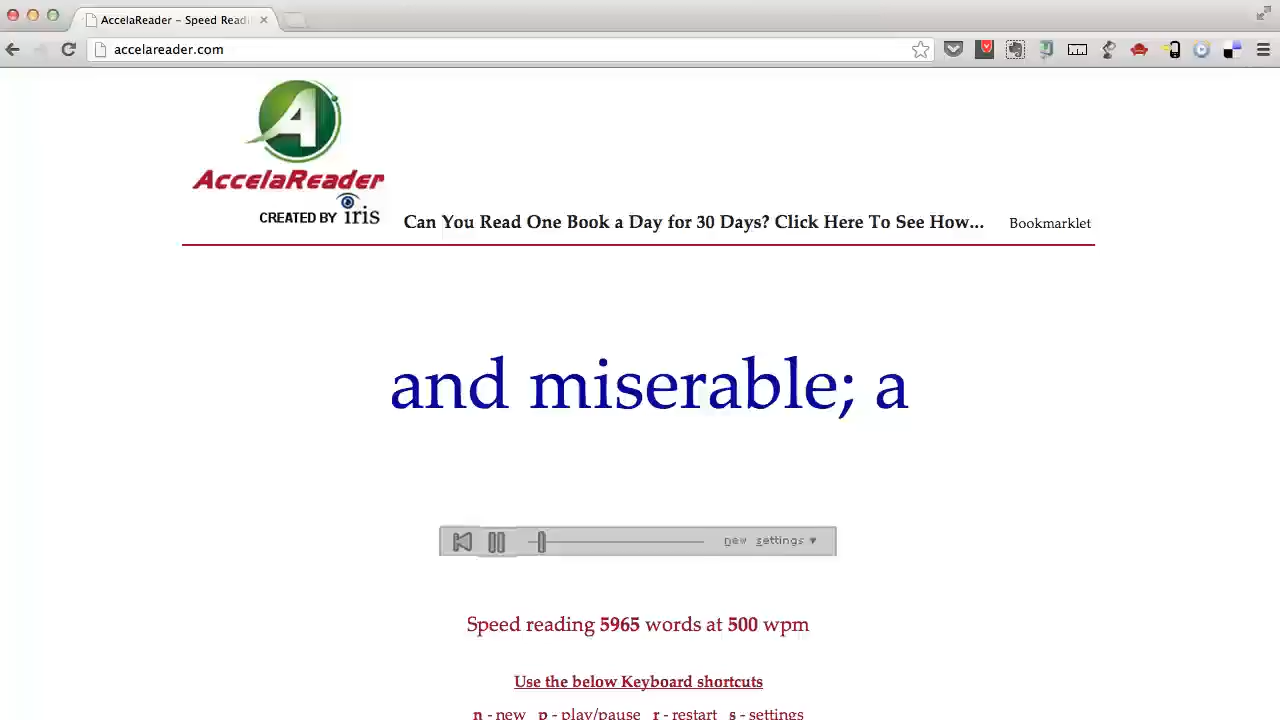 AccelaReader – Speed Readi
accelareader.com
A
AccelaReader
CREATED BY iris
Can You Read One Book a Day for 30 Days? Click Here To See How... Bookmarklet
and miserable; a
new settings ▼
Speed reading 5965 words at 500 wpm
Use the below Keyboard shortcuts
n - new p - play/pause r - restart s - settings